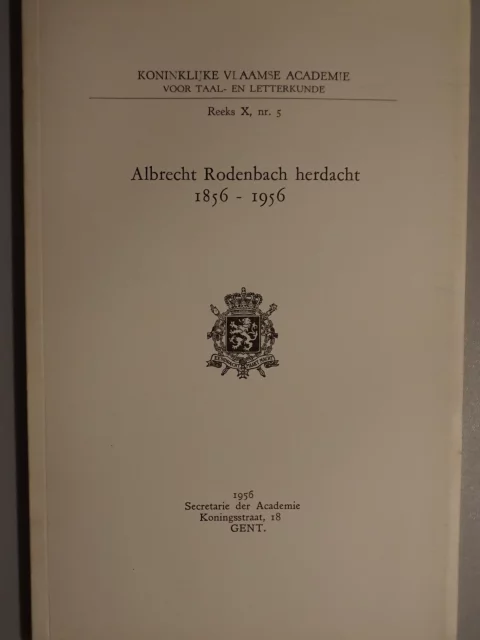 KONINKLIJKE VLAAMSE ACADEMIE
VOOR TAAL- EN LETTERKUNDE
Reeks X, nr. 5
Albrecht Rodenbach herdacht
1856 - 1956
1956
Secretarie der Academie
Koningsstraat, 18
GENT.